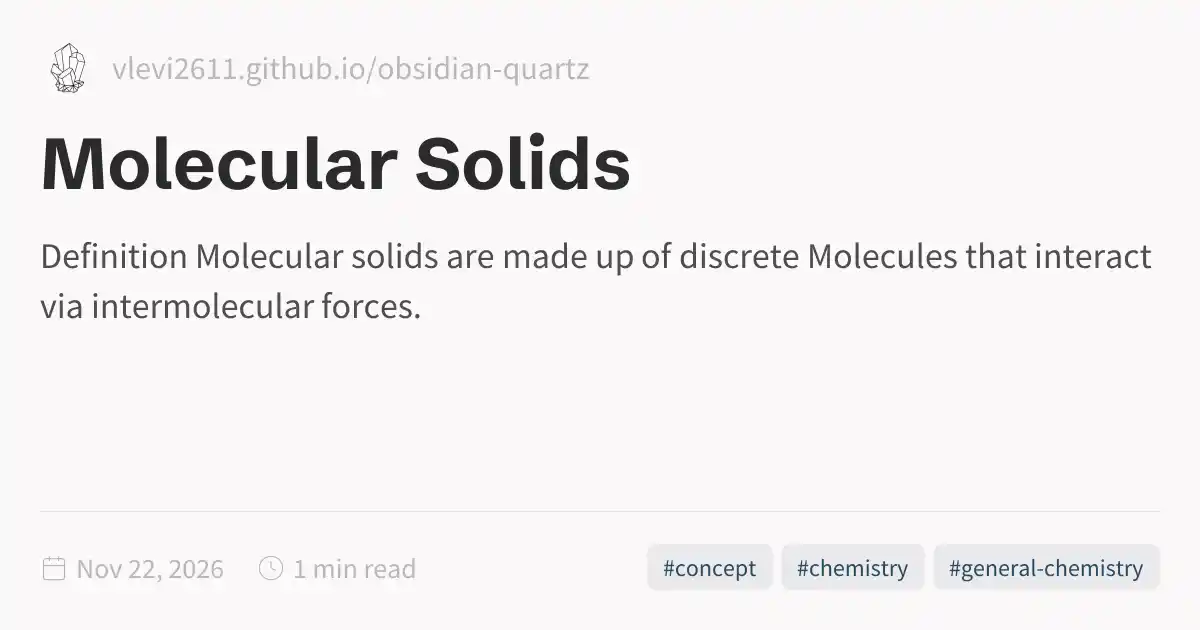 vlevi2611.github.io/obsidian-quartz
Molecular Solids
Definition Molecular solids are made up of discrete Molecules that interact
via intermolecular forces.
Nov 22, 2026 1 min read #concept #chemistry #general-chemistry